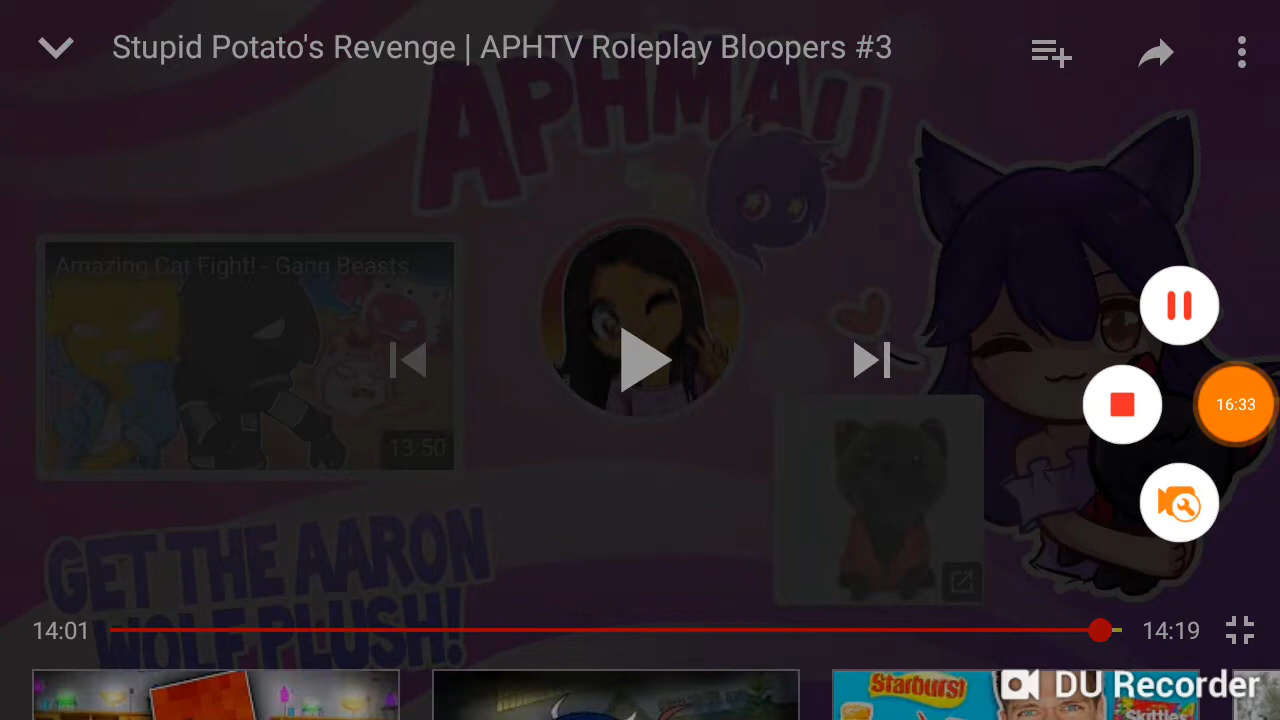 Stupid Potato's Revenge | APHTV Roleplay Bloopers #3
APHMAU
Amazing Cat Fight! - Gang Beasts
13:50
16:33
GET THE AARON
WOLF PLUSH!
14:01
14:19
Starburst
Skittles
DU Recorder